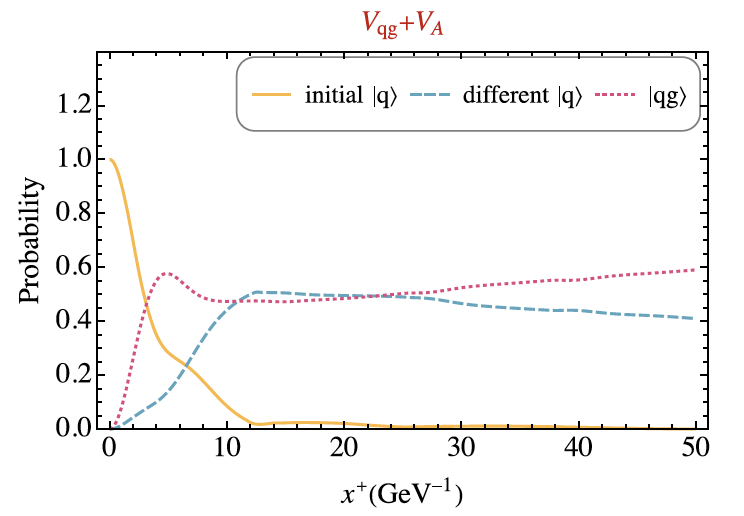 V_qg+V_A
initial |q⟩ different |q⟩ |qg⟩
Probability
1.2
1.0
0.8
0.6
0.4
0.2
0.0
0 10 20 30 40 50
x⁺(GeV⁻¹)